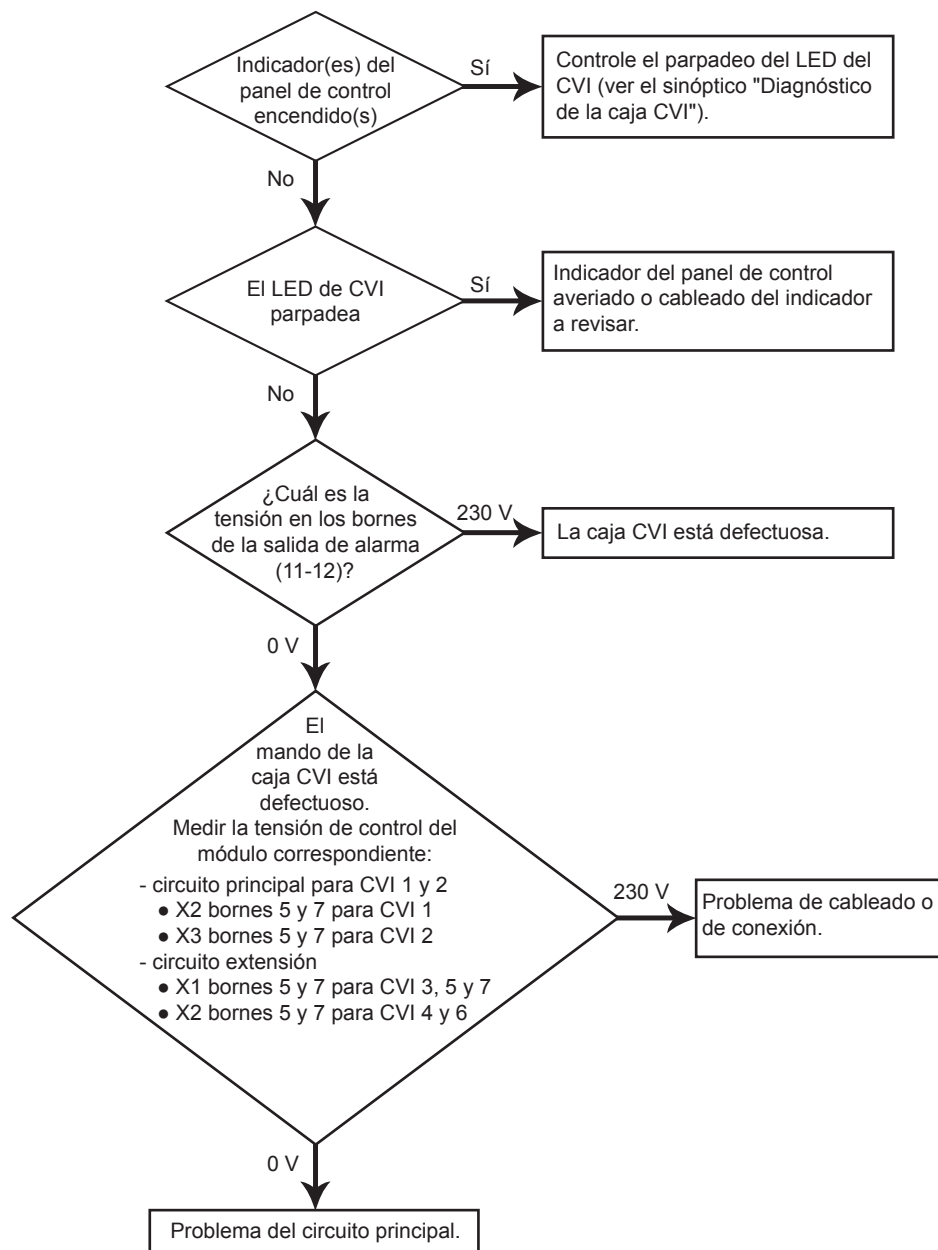 Indicador(es) del
panel de control
encendido(s)
Sí
Controle el parpadeo del LED del
CVI (ver el sinóptico "Diagnóstico
de la caja CVI").
No
El LED de CVI
parpadea
Sí
Indicador del panel de control
averiado o cableado del indicador
a revisar.
No
¿Cuál es la
tensión en los bornes
de la salida de alarma
(11-12)?
230 V
La caja CVI está defectuosa.
0 V
El
mando de la
caja CVI está
defectuoso.
Medir la tensión de control del
módulo correspondiente:
- circuito principal para CVI 1 y 2
● X2 bornes 5 y 7 para CVI 1
● X3 bornes 5 y 7 para CVI 2
- circuito extensión
● X1 bornes 5 y 7 para CVI 3, 5 y 7
● X2 bornes 5 y 7 para CVI 4 y 6
230 V
Problema de cableado o
de conexión.
0 V
Problema del circuito principal.